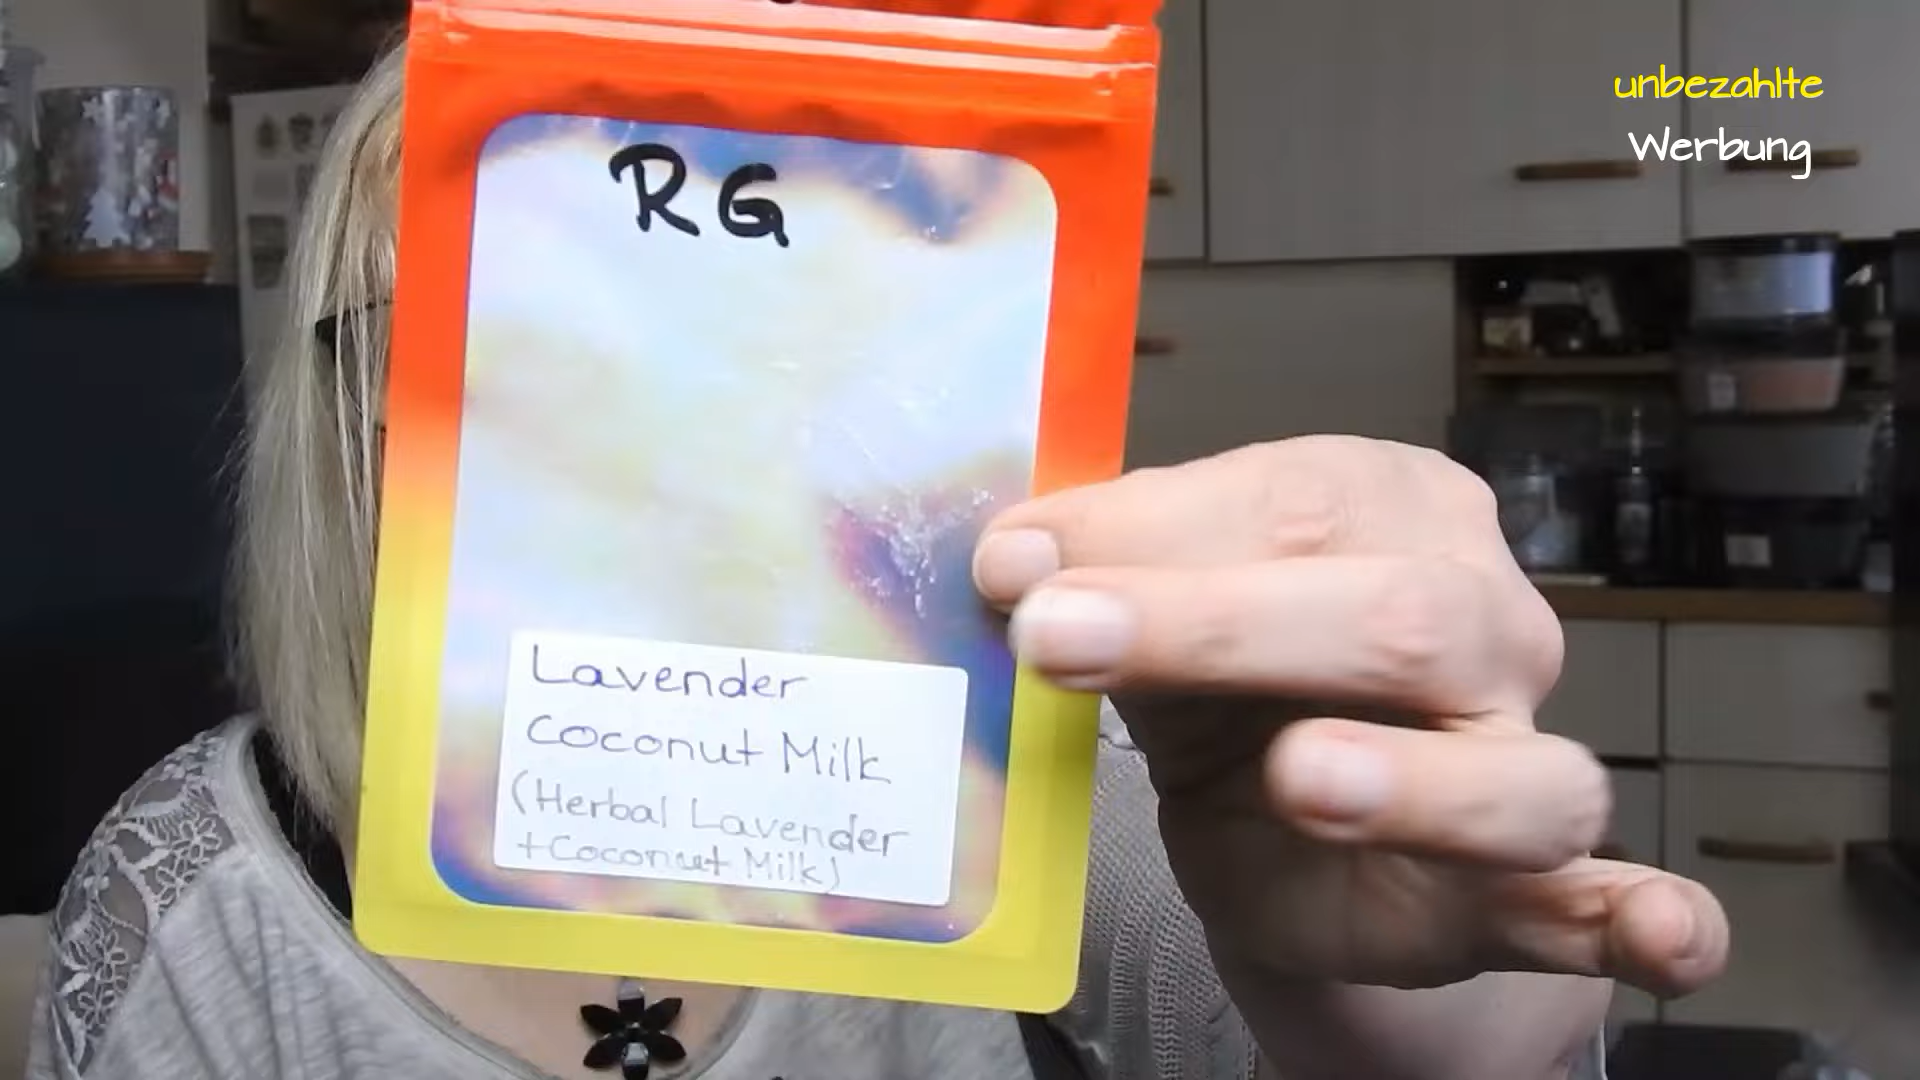 unbezahlte
Werbung
RG
Lavender
Coconut Milk
(Herbal Lavender
+Coconut Milk)